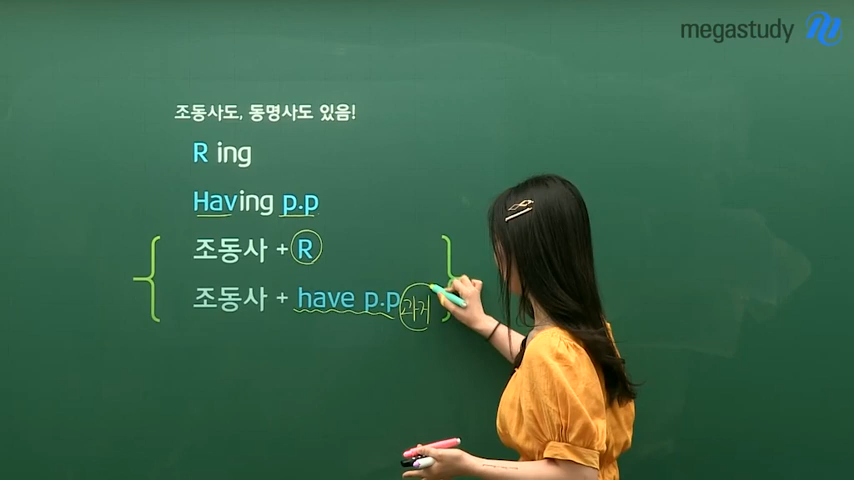 megastudy
조동사도, 동명사도 있음!
R ing
Having p.p
조동사 + R
조동사 + have p.p 과거